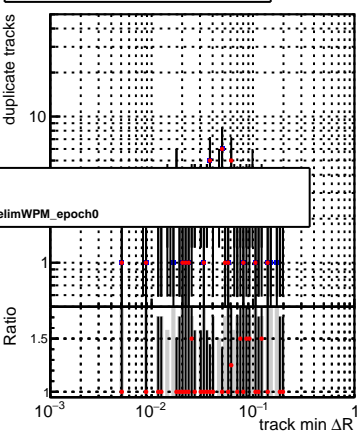 duplicate tracks
10
elimWPM_epoch0
1
Ratio
1.5
1
10⁻³ 10⁻² 10⁻¹ 1
track min ΔR